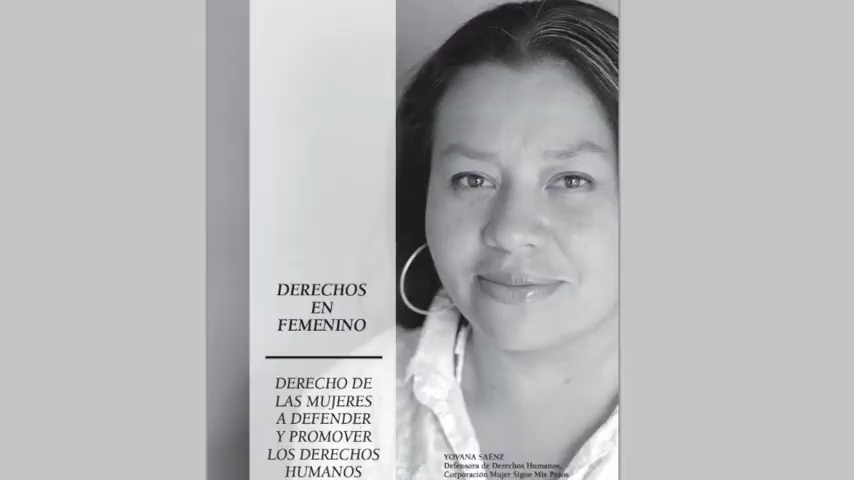 DERECHOS
EN
FEMENINO
DERECHO DE
LAS MUJERES
A DEFENDER
Y PROMOVER
LOS DERECHOS
HUMANOS
YOVANA SAENZ
Defensora de Derechos Humanos,
Corporación Mujer Sigue Mis Pasos